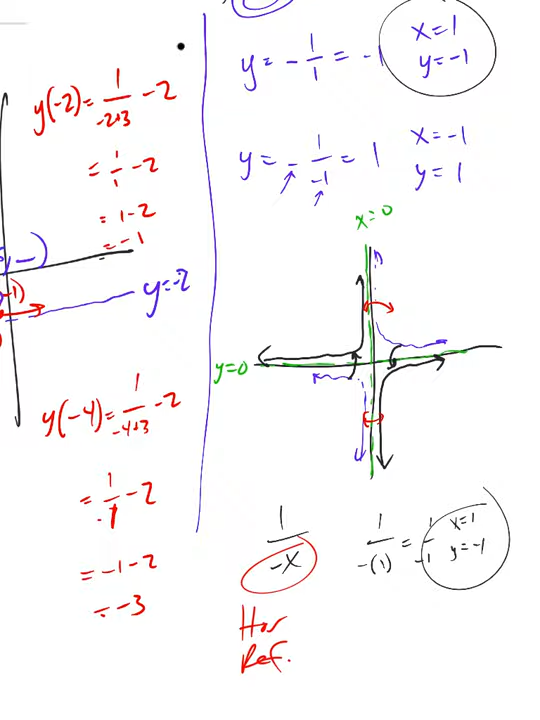 y(-2) = 1/(-2+3) - 2
= 1/1 - 2
= 1-2
= -1
-1)
y=-2
y(-4) = 1/(-4+3) - 2
= 1/-1 - 2
= -1-2
= -3
y = - 1/1 = -1
x=1
y=-1
y = - 1/-1 = 1
x=-1
y=1
x=0
y=0
1/-x
1/-(1) = 1/-1
x=1
y=-1
Hor
Ref.